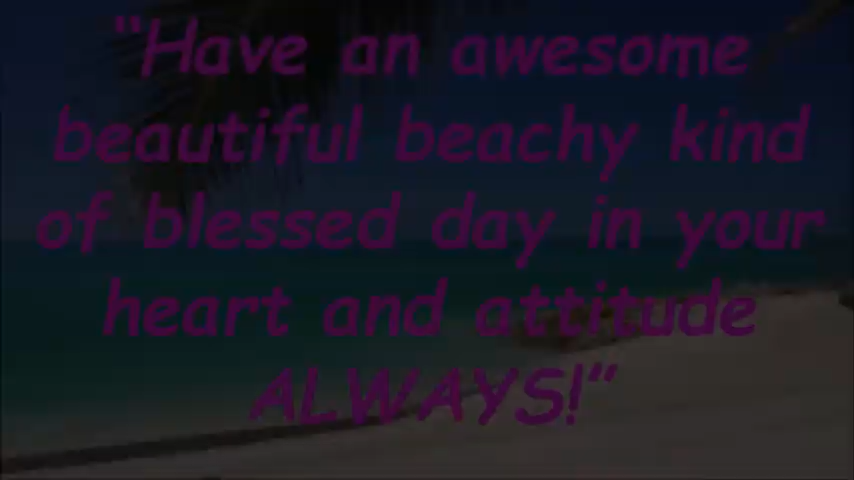 “Have an awesome
beautiful beachy kind
of blessed day in your
heart and attitude
ALWAYS!”